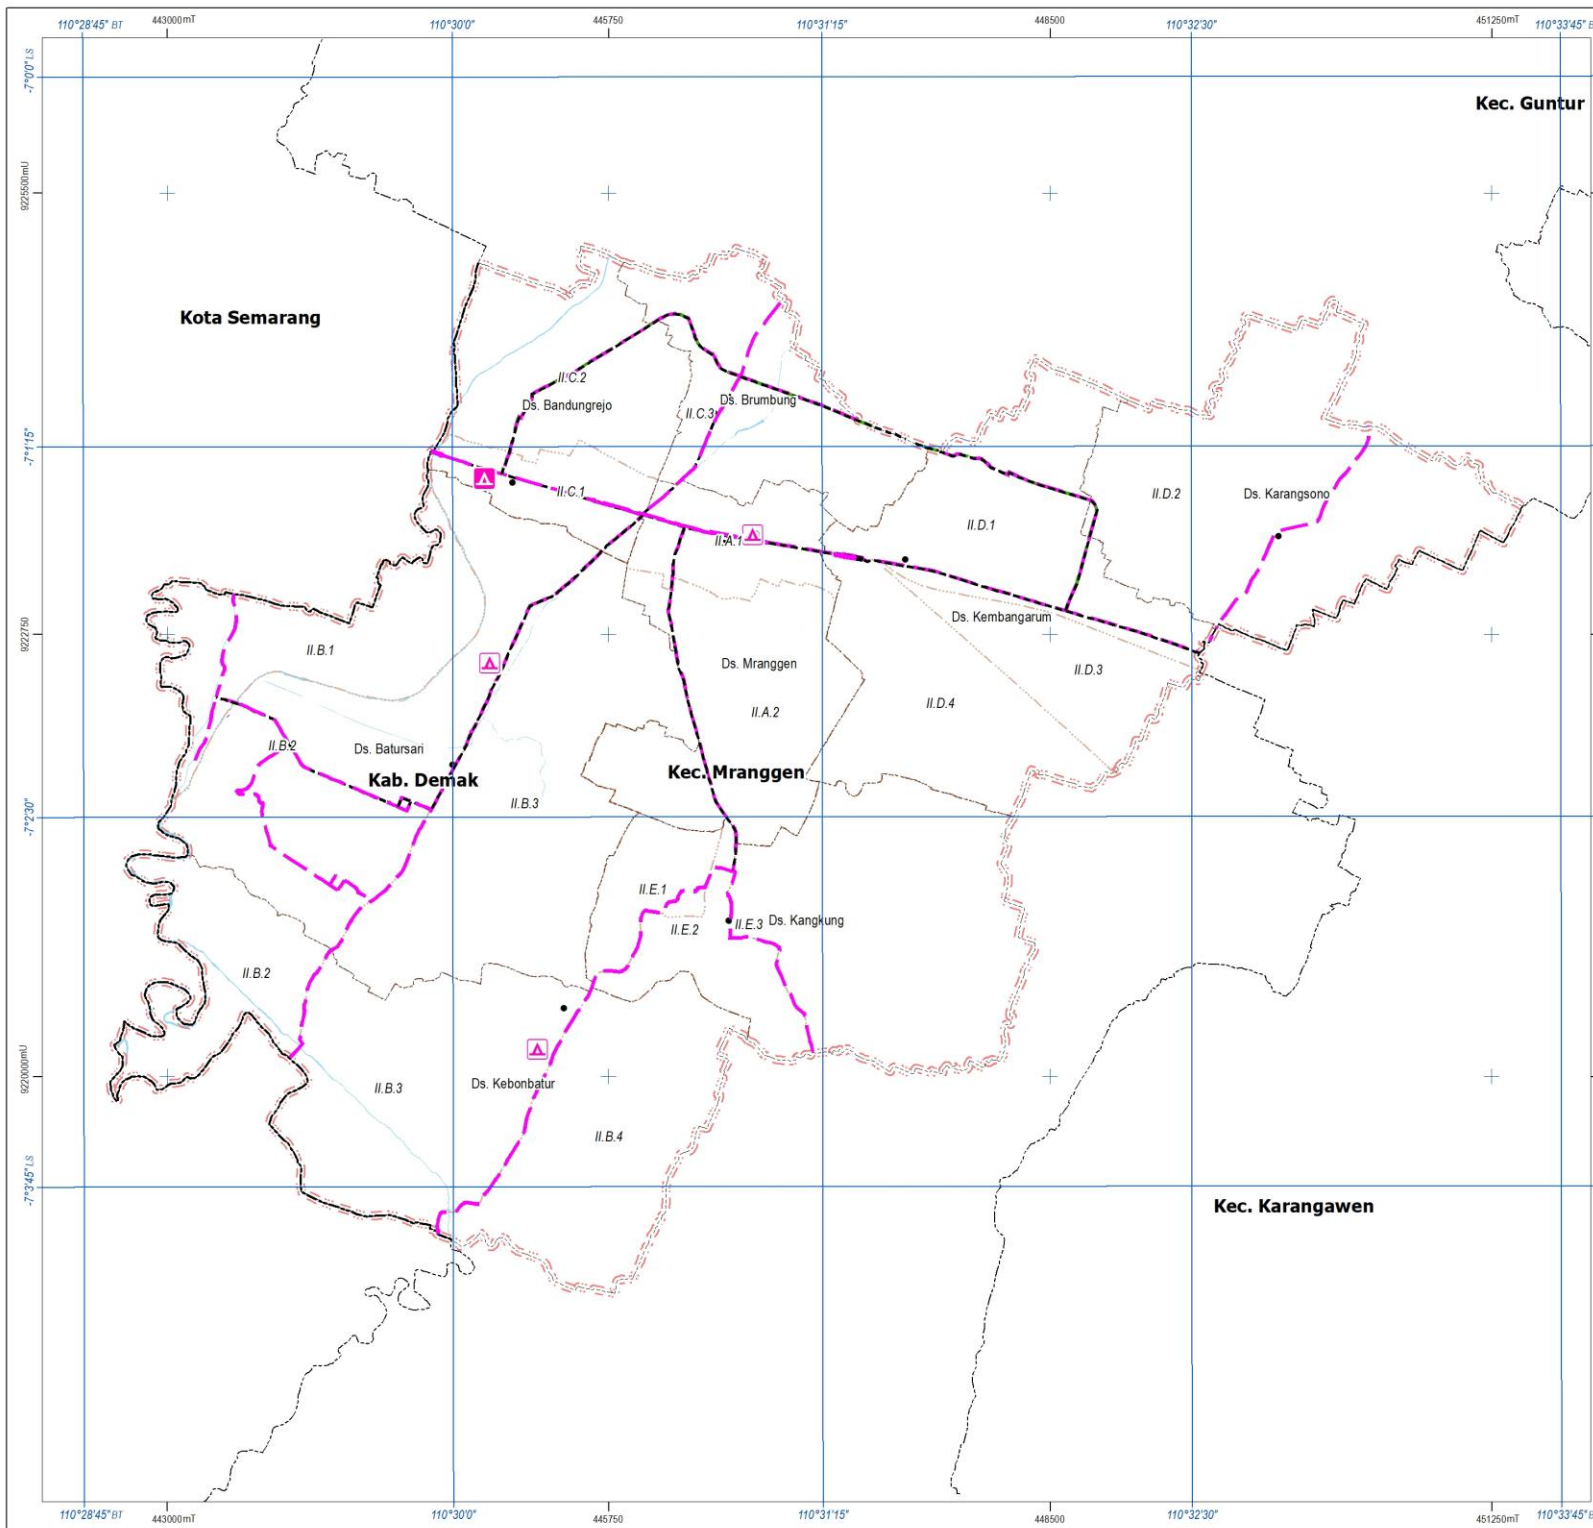 110°28'45" BT
443000mT
110°30'0"
445750
110°31'15"
448500
110°32'30"
451250mT
110°33'45" B
-7°0'0" LS
Kec. Guntur
9225500mU
Kota Semarang
II.C.2
Ds. Bandungrejo
II.C.3
Ds. Brumbung
-7°1'15"
II.C.1
II.D.2
Ds. Karangsono
II.D.1
II.A.1
Ds. Kembangarum
9222750
II.B.1
Ds. Mranggen
II.D.3
II.A.2
II.D.4
II.B.2
Ds. Batursari
Kab. Demak
Kec. Mranggen
II.B.3
-7°2'30"
II.E.1
II.E.2
II.E.3
Ds. Kangkung
II.B.2
9220000mU
II.B.3
Ds. Kebonbatur
II.B.4
-7°3'45" LS
Kec. Karangawen
110°28'45" BT
443000mT
110°30'0"
445750
110°31'15"
448500
110°32'30"
451250mT
110°33'45" B